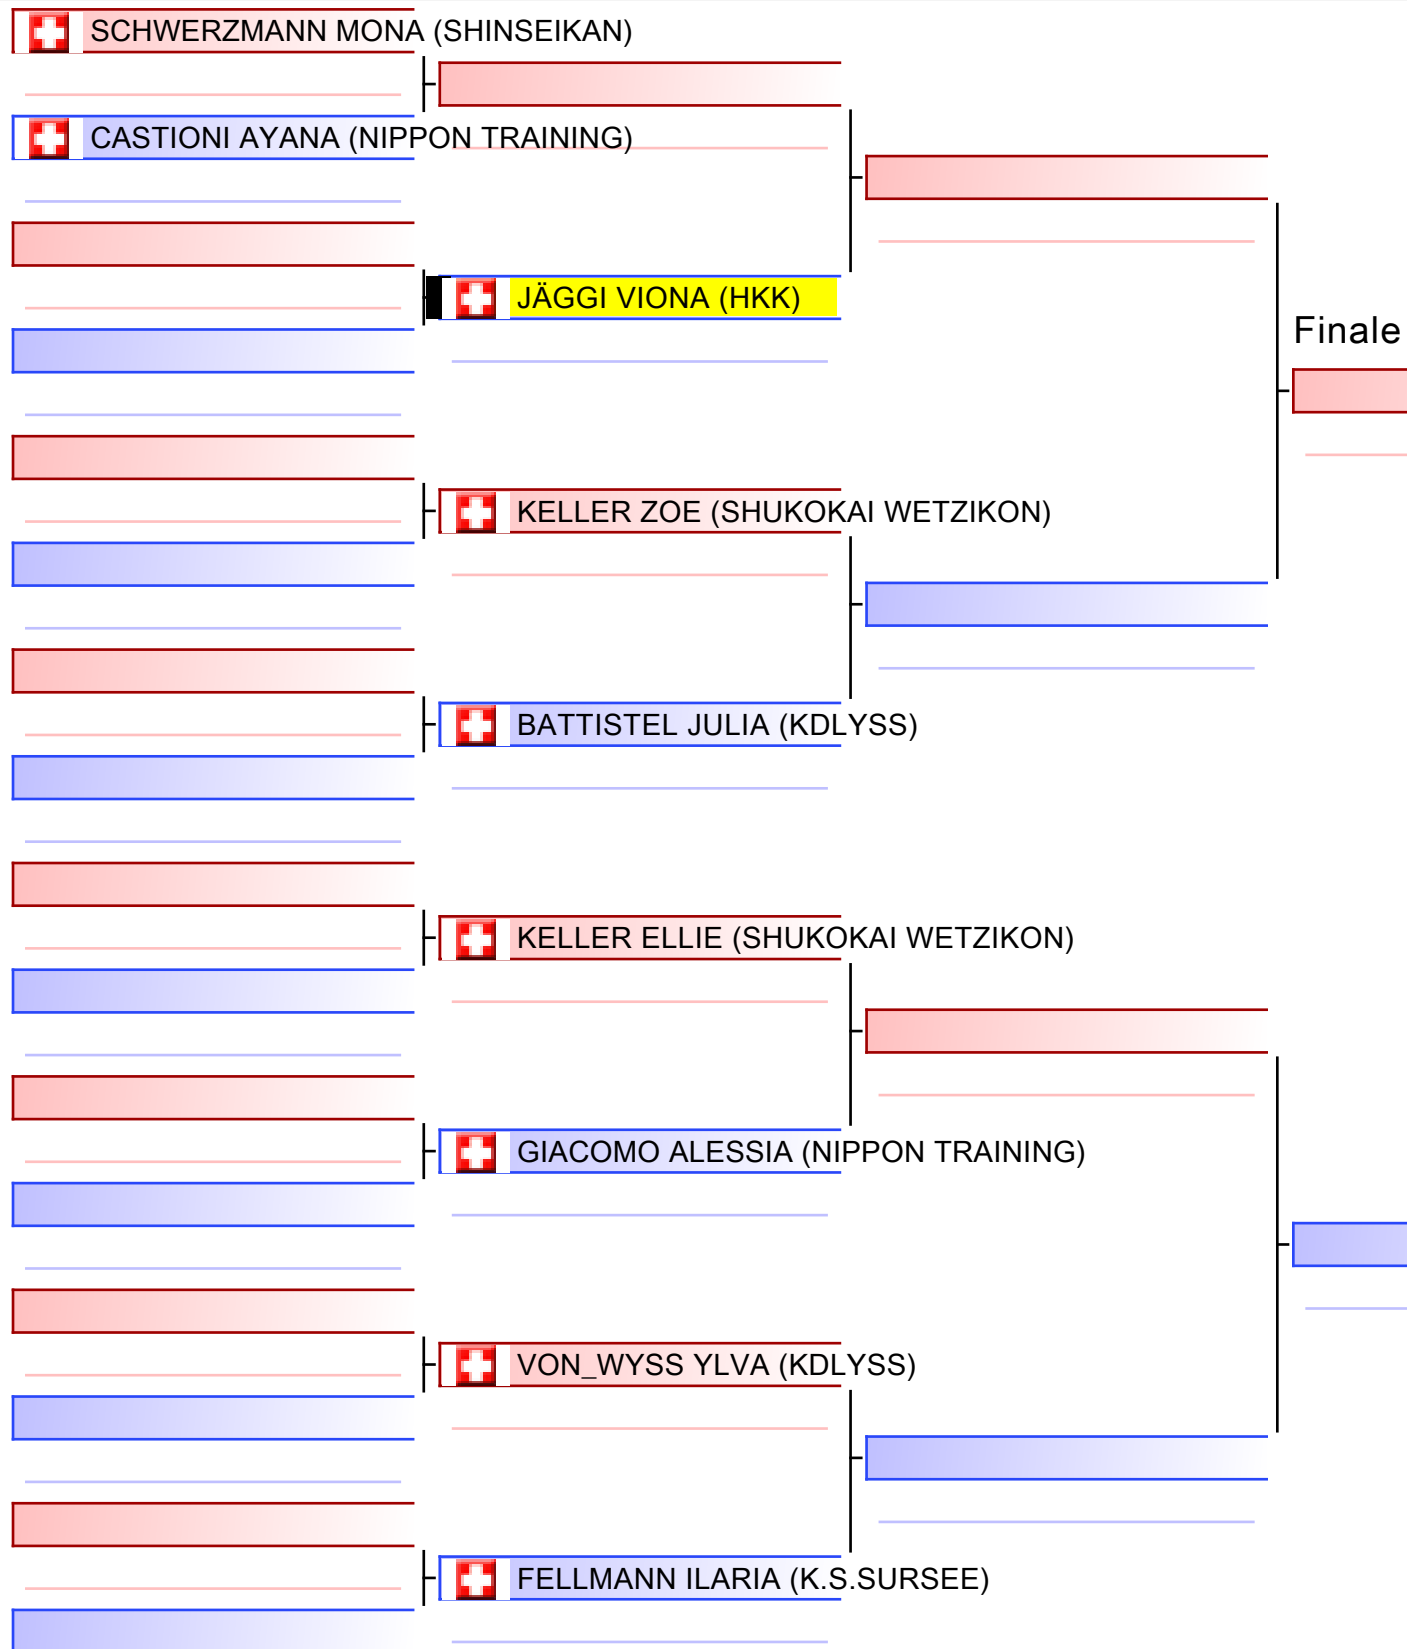 SCHWERZMANN MONA (SHINSEIKAN)
CASTIONI AYANA (NIPPON TRAINING)
JÄGGI VIONA (HKK)
Finale
KELLER ZOE (SHUKOKAI WETZIKON)
BATTISTEL JULIA (KDLYSS)
KELLER ELLIE (SHUKOKAI WETZIKON)
GIACOMO ALESSIA (NIPPON TRAINING)
VON_WYSS YLVA (KDLYSS)
FELLMANN ILARIA (K.S.SURSEE)